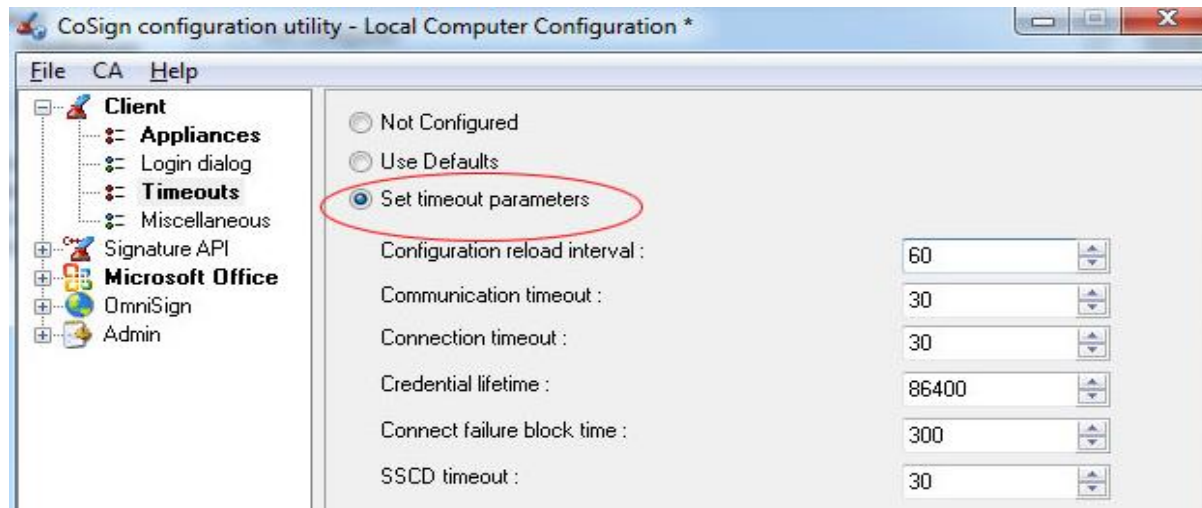 CoSign configuration utility - Local Computer Configuration *
File CA Help
Client
Appliances
Login dialog
Timeouts
Miscellaneous
Signature API
Microsoft Office
OmniSign
Admin
Not Configured
Use Defaults
Set timeout parameters
Configuration reload interval : 60
Communication timeout : 30
Connection timeout : 30
Credential lifetime : 86400
Connect failure block time : 300
SSCD timeout : 30